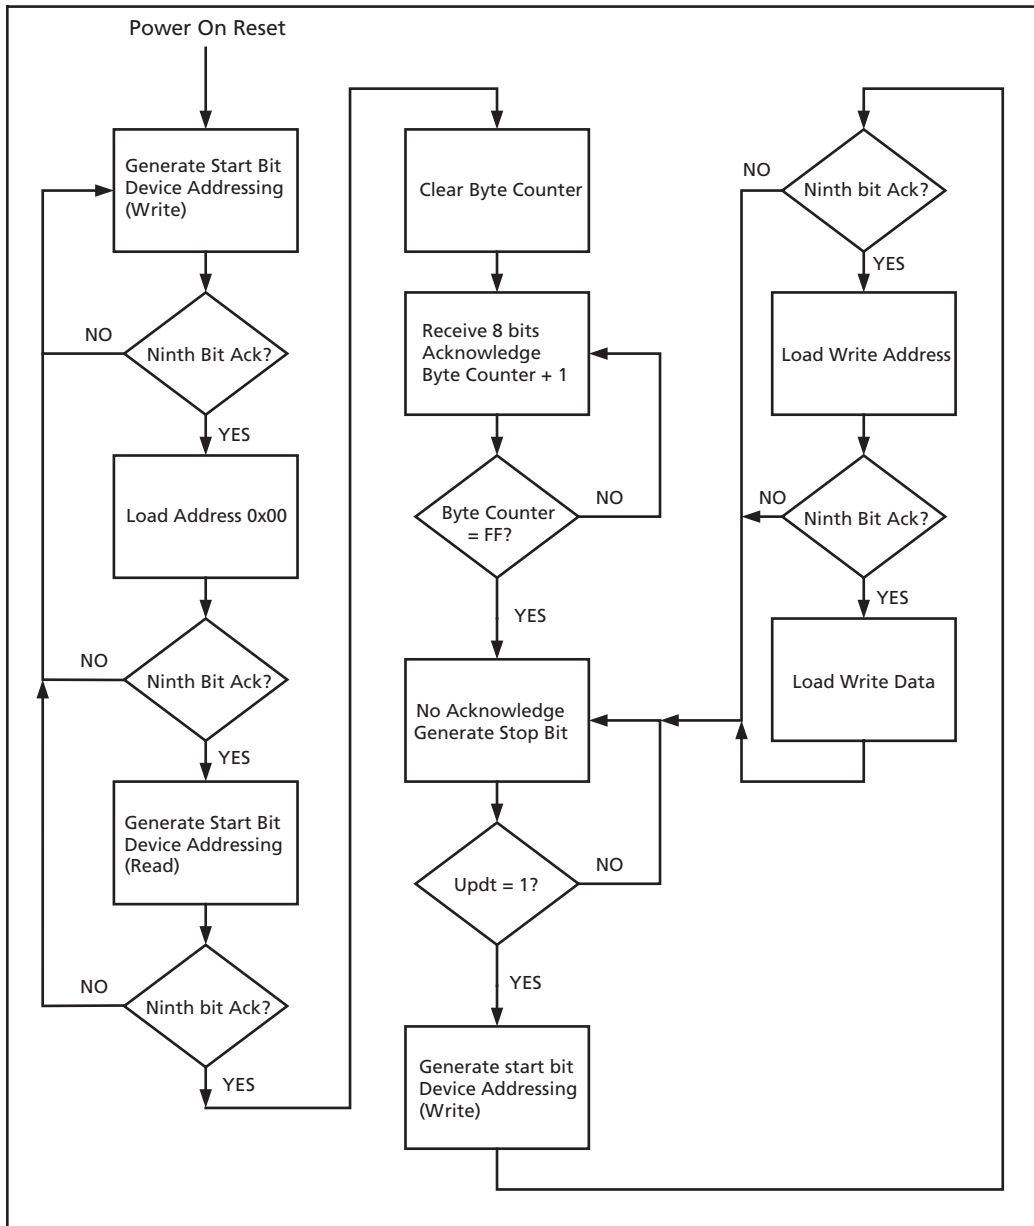 Power On Reset
Generate Start Bit
Device Addressing
(Write)
NO
Ninth Bit Ack?
YES
Load Address 0x00
NO
Ninth Bit Ack?
YES
Generate Start Bit
Device Addressing
(Read)
NO
Ninth bit Ack?
YES
Clear Byte Counter
Receive 8 bits
Acknowledge
Byte Counter + 1
Byte Counter
= FF?
NO
YES
No Acknowledge
Generate Stop Bit
Updt = 1?
NO
YES
Generate start bit
Device Addressing
(Write)
NO
Ninth bit Ack?
YES
Load Write Address
NO
Ninth Bit Ack?
YES
Load Write Data